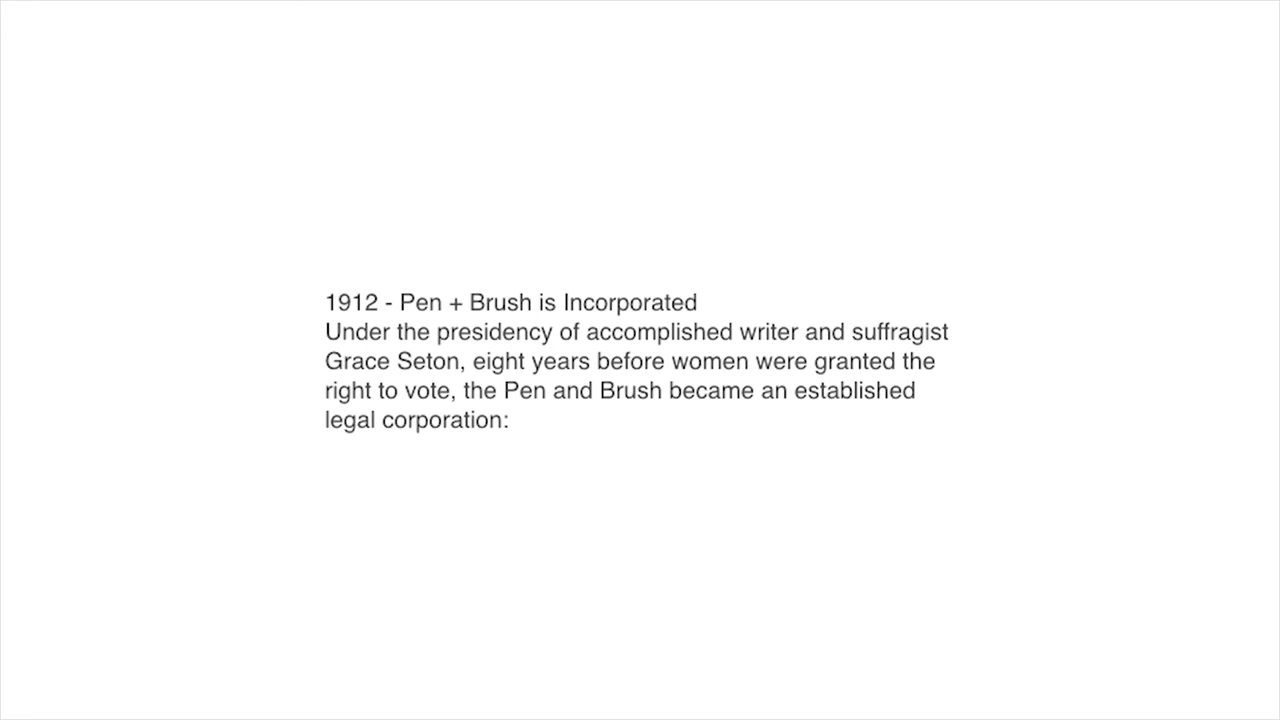 1912 - Pen + Brush is Incorporated
Under the presidency of accomplished writer and suffragist
Grace Seton, eight years before women were granted the
right to vote, the Pen and Brush became an established
legal corporation: